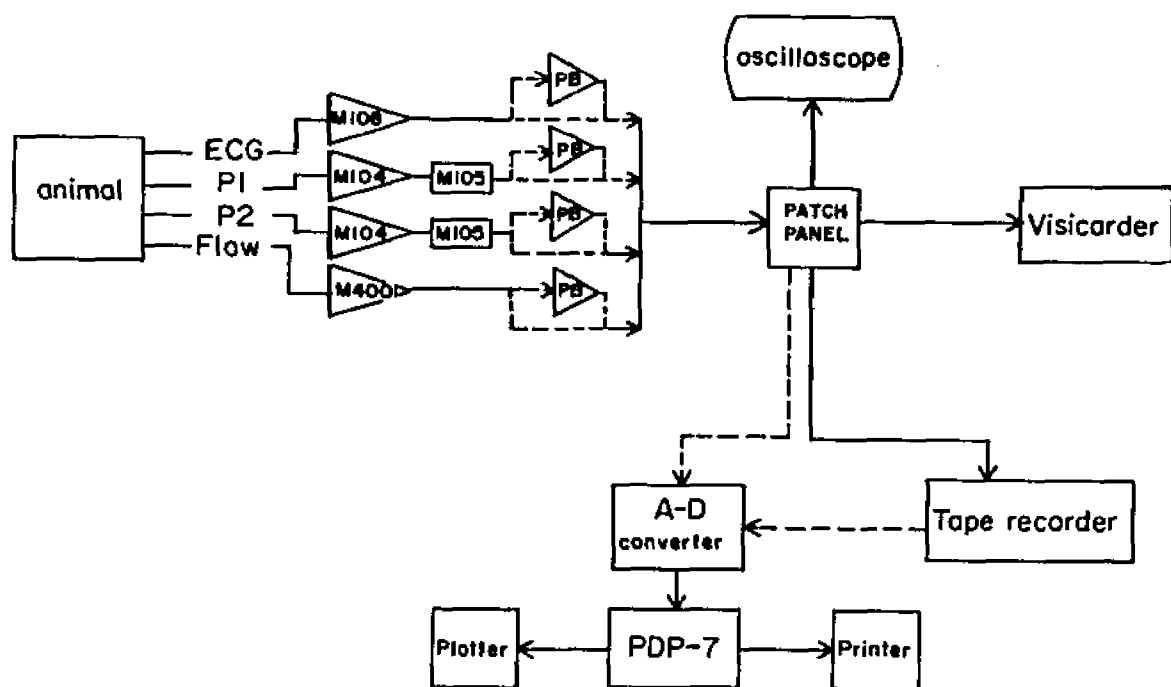 oscilloscope
PB
M106
ECG
PB
animal
P1
M104
M105
PB
PATCH
PANEL
Visicarder
P2
M104
M105
Flow
PB
M400
A-D
converter
Tape recorder
Plotter
PDP-7
Printer